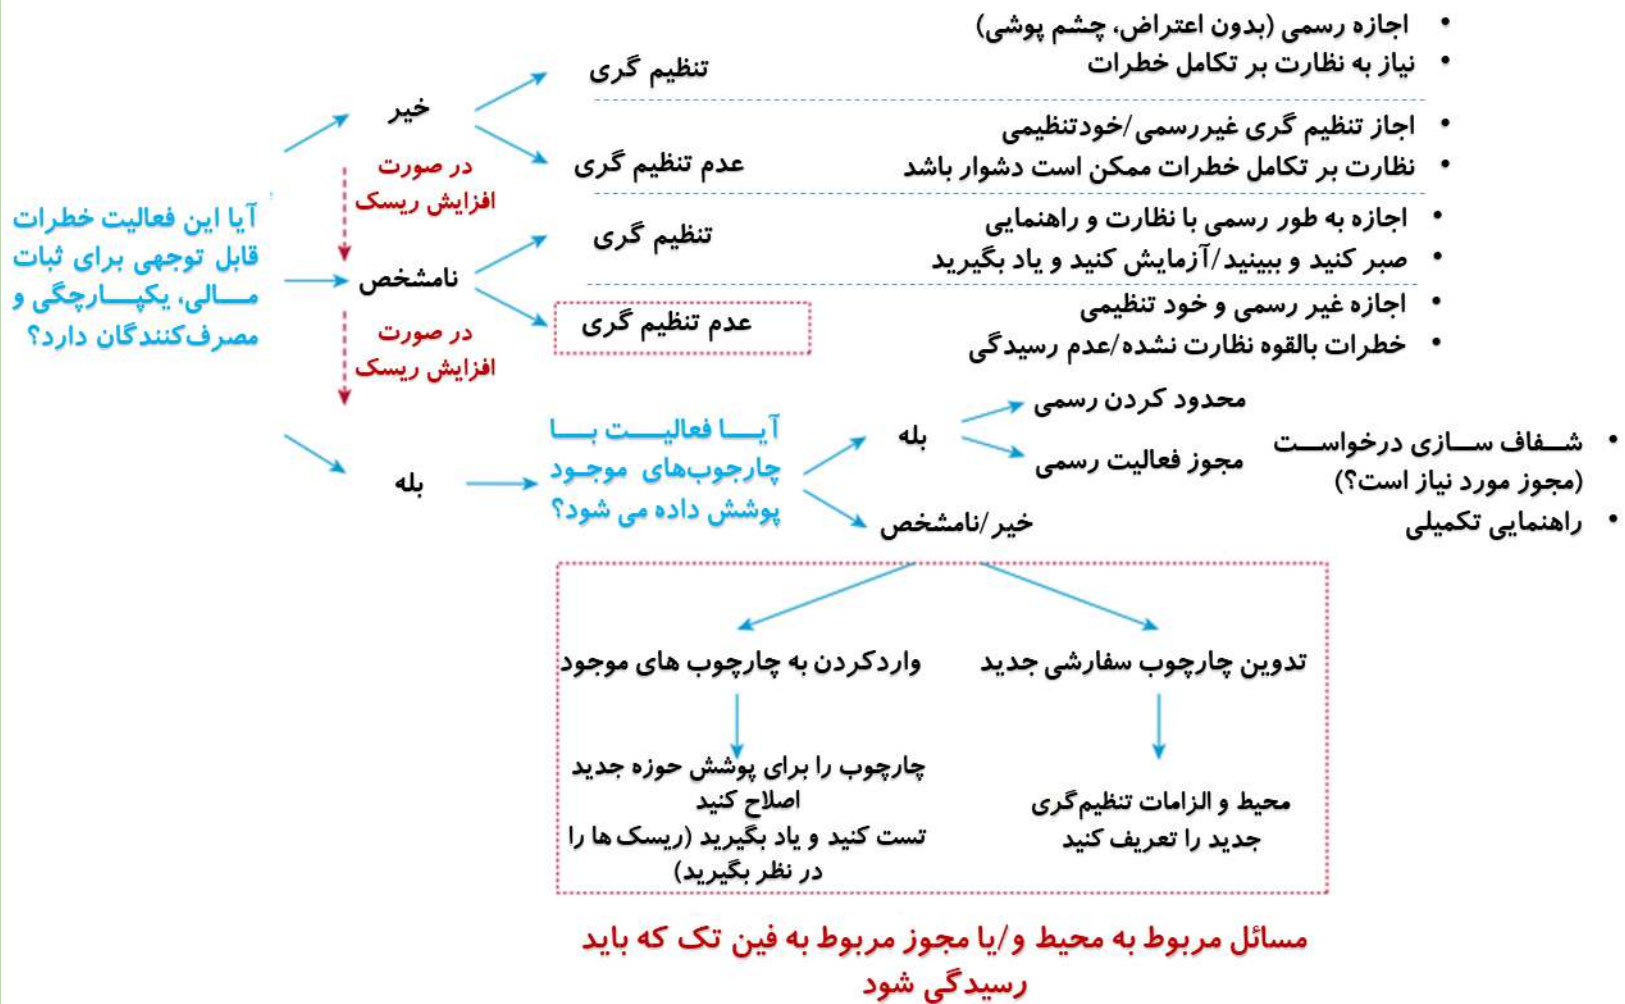 اجازه رسمی (بدون اعتراض، چشم پوشی)
نیاز به نظارت بر تکامل خطرات
تنظیم گری
خیر
اجاز تنظیم گری غیررسمی/خودتنظیمی
نظارت بر تکامل خطرات ممکن است دشوار باشد
عدم تنظیم گری
در صورت
افزایش ریسک
آیا این فعالیت خطرات
قابل توجهی برای ثبات
مالی، یکپارچگی و
مصرف‌کنندگان دارد؟
اجازه به طور رسمی با نظارت و راهنمایی
صبر کنید و ببینید/آزمایش کنید و یاد بگیرید
تنظیم گری
نامشخص
اجازه غیر رسمی و خود تنظیمی
خطرات بالقوه نظارت نشده/عدم رسیدگی
عدم تنظیم گری
در صورت
افزایش ریسک
بله
آیا فعالیت با
چارجوب‌های موجود
پوشش داده می شود؟
بله
محدود کردن رسمی
مجوز فعالیت رسمی
شفاف سازی درخواست
(مجوز مورد نیاز است؟)
راهنمایی تکمیلی
خیر/نامشخص
تدوین چارچوب سفارشی جدید
واردکردن به چارچوب های موجود
محیط و الزامات تنظیم‌گری
جدید را تعریف کنید
چارچوب را برای پوشش حوزه جدید
اصلاح کنید
تست کنید و یاد بگیرید (ریسک ها را
در نظر بگیرید)
مسائل مربوط به محیط و/یا مجوز مربوط به فین تک که باید
رسیدگی شود